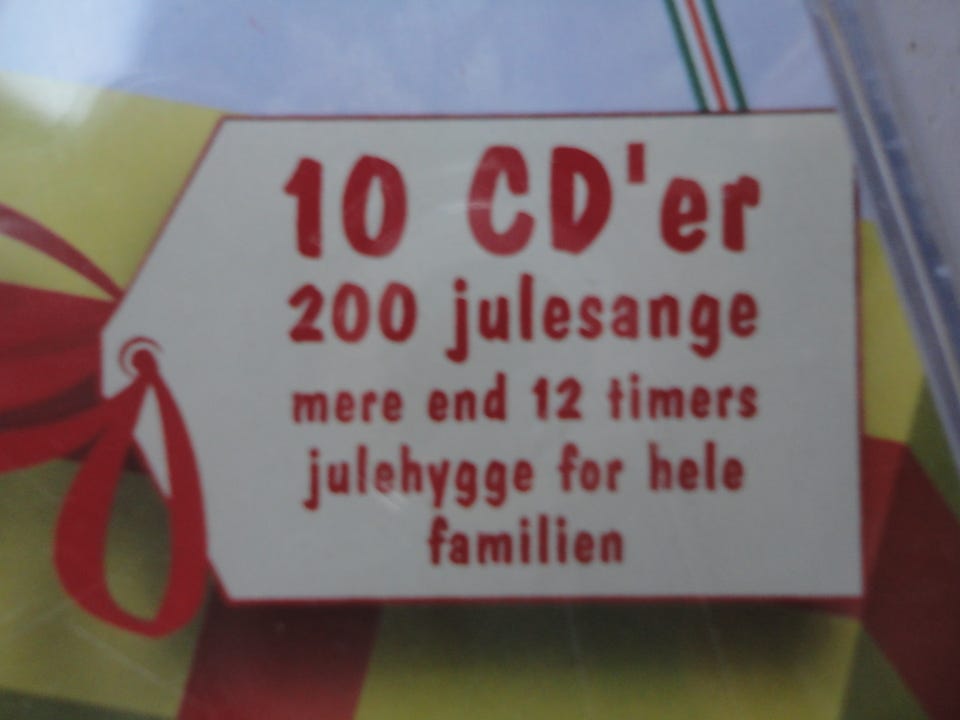 10 CD'er
200 julesange
mere end 12 timers
julehygge for hele
familien